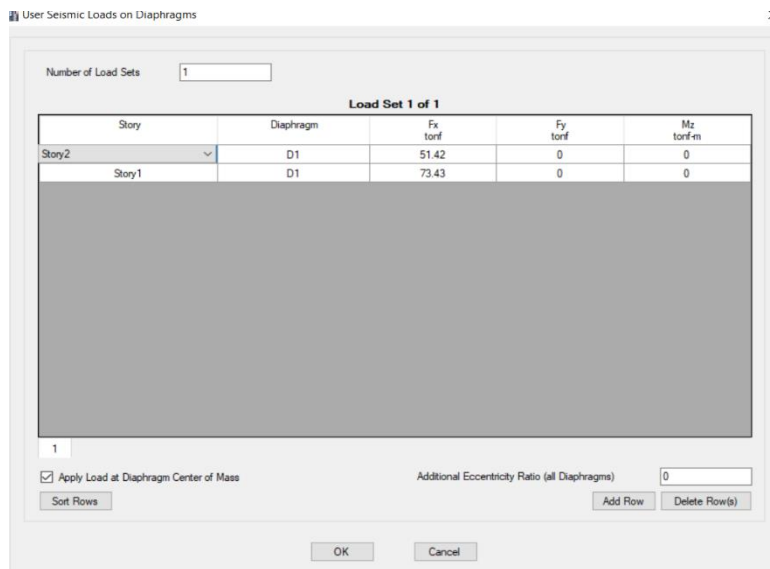 User Seismic Loads on Diaphragms
Number of Load Sets 1
Load Set 1 of 1
Story Diaphragm Fx tonf Fy tonf Mz tonf-m
Story2 D1 51.42 0 0
Story1 D1 73.43 0 0
1
Apply Load at Diaphragm Center of Mass Additional Eccentricity Ratio (all Diaphragms) 0
Sort Rows Add Row Delete Row(s)
OK Cancel